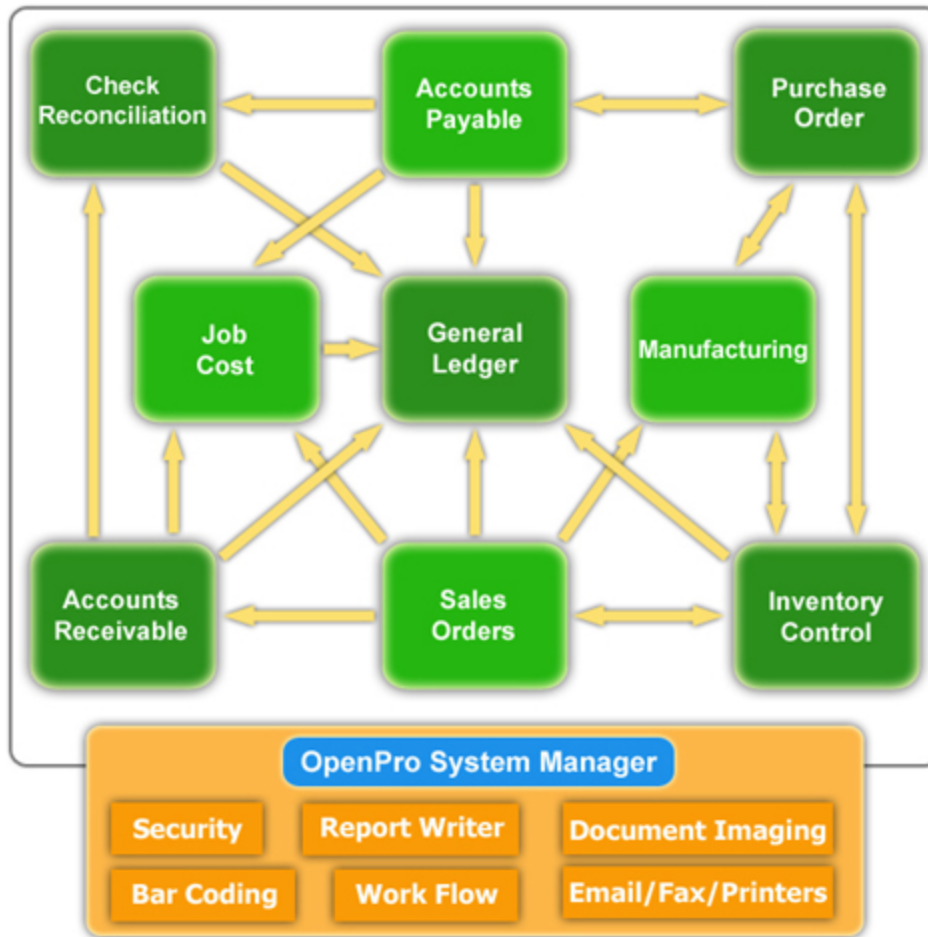 Check
Reconciliation
Accounts
Payable
Purchase
Order
Job
Cost
General
Ledger
Manufacturing
Accounts
Receivable
Sales
Orders
Inventory
Control
OpenPro System Manager
Security
Report Writer
Document Imaging
Bar Coding
Work Flow
Email/Fax/Printers